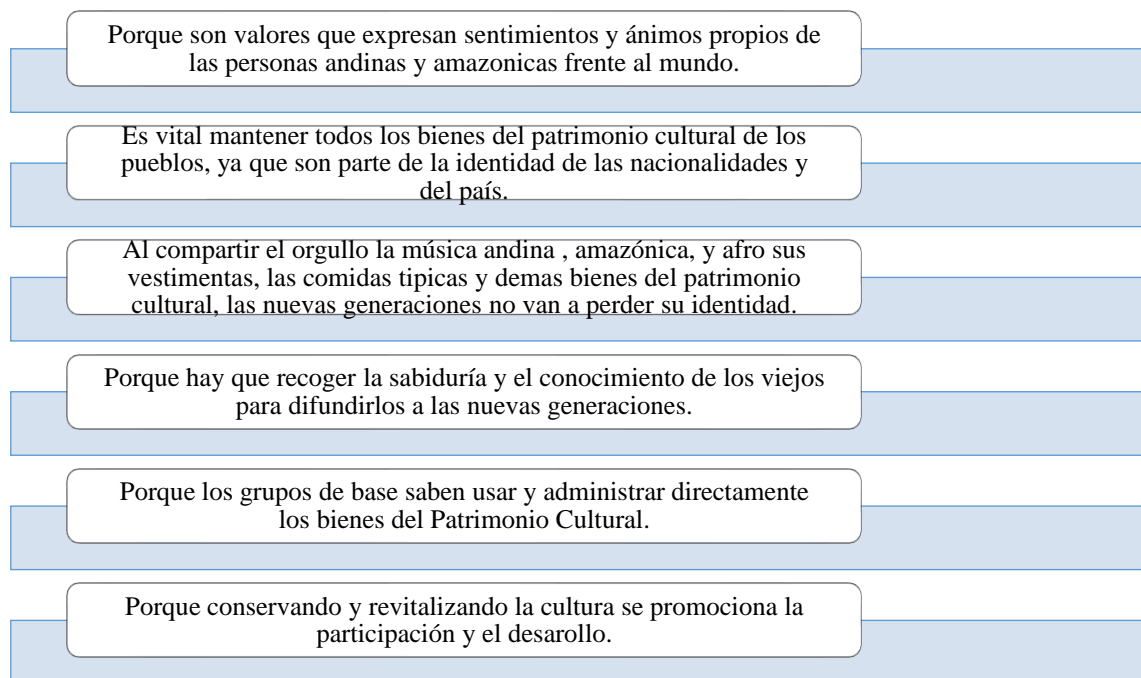 Porque son valores que expresan sentimientos y ánimos propios de
las personas andinas y amazonicas frente al mundo.
Es vital mantener todos los bienes del patrimonio cultural de los
pueblos, ya que son parte de la identidad de las nacionalidades y
del país.
Al compartir el orgullo la música andina , amazónica, y afro sus
vestimentas, las comidas tipicas y demas bienes del patrimonio
cultural, las nuevas generaciones no van a perder su identidad.
Porque hay que recoger la sabiduría y el conocimiento de los viejos
para difundirlos a las nuevas generaciones.
Porque los grupos de base saben usar y administrar directamente
los bienes del Patrimonio Cultural.
Porque conservando y revitalizando la cultura se promociona la
participación y el desarollo.